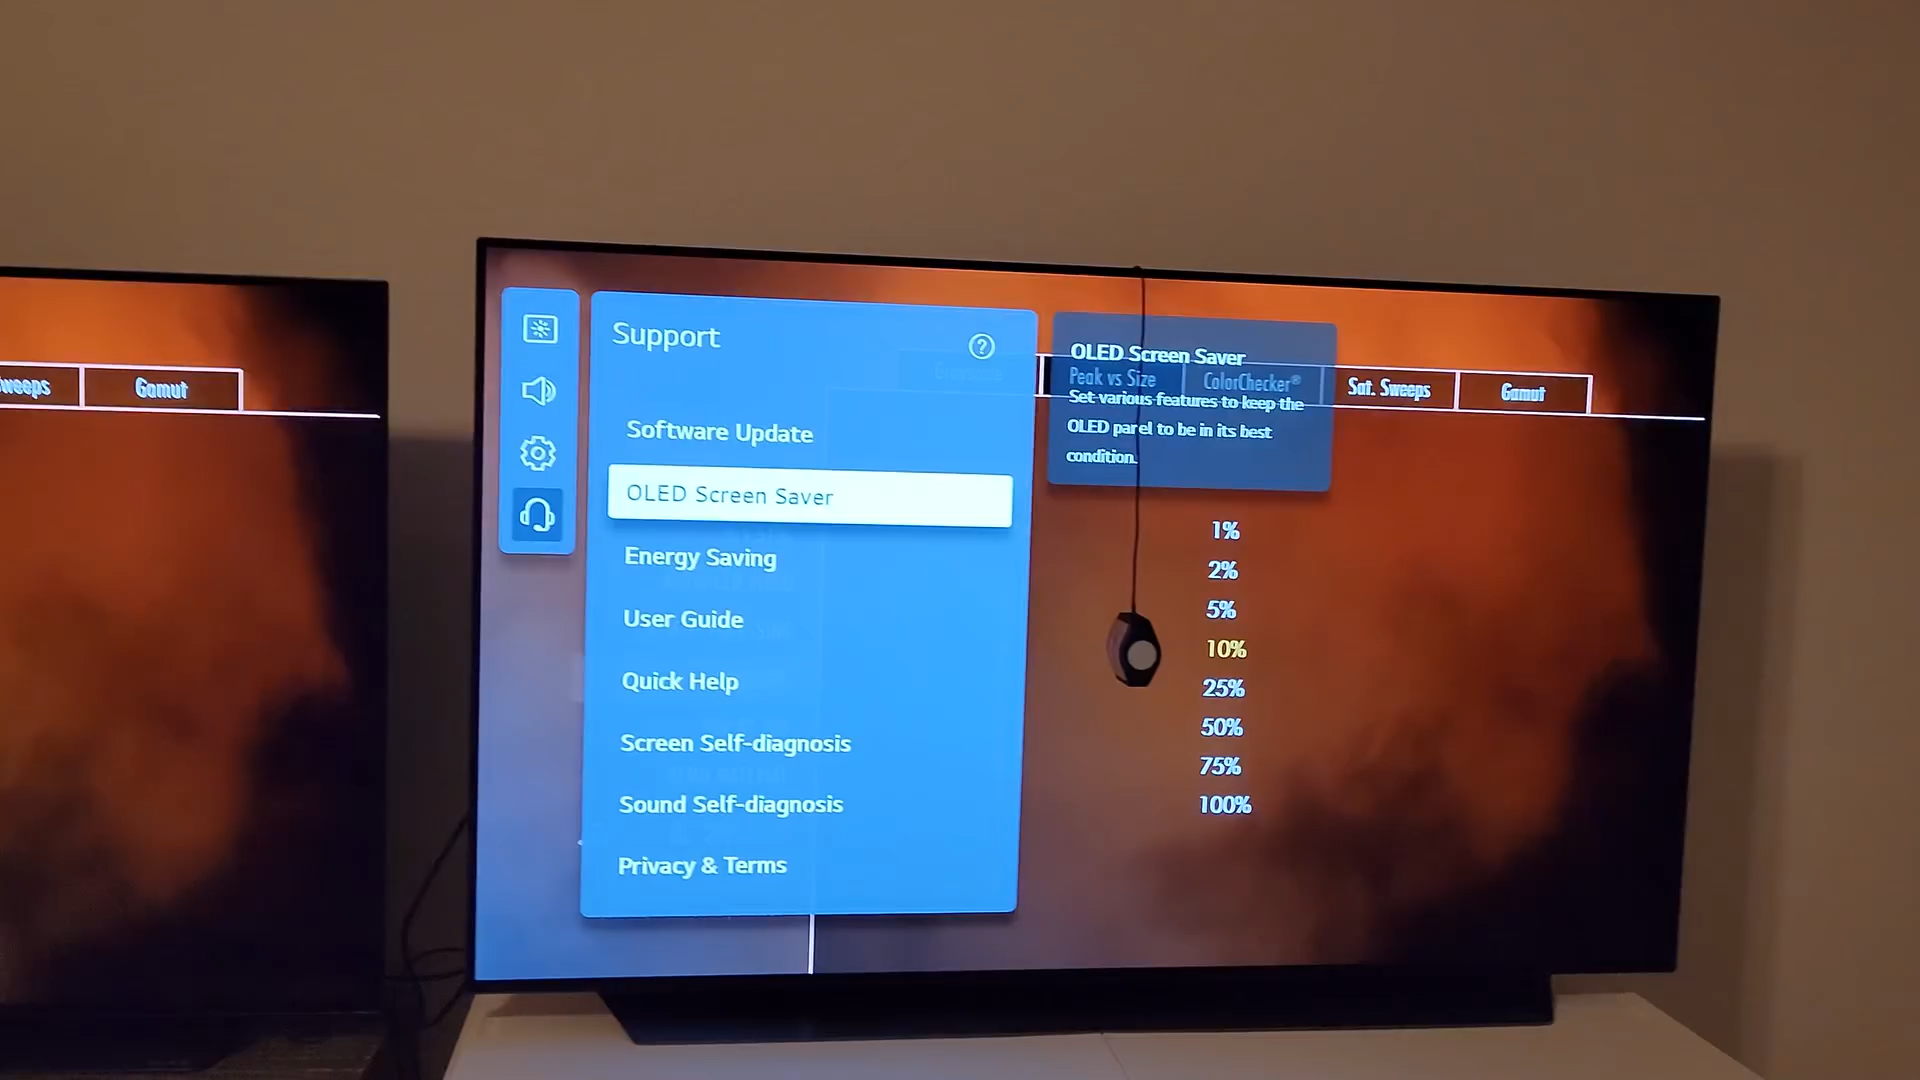 weeps
Gamut
Support
?
Software Update
OLED Screen Saver
Energy Saving
User Guide
Quick Help
Screen Self-diagnosis
Sound Self-diagnosis
Privacy & Terms
OLED Screen Saver
Peak vs Size
ColorChecker®
Sat. Sweeps
Gamut
Set various features to keep the
OLED panel to be in its best
condition.
1%
2%
5%
10%
25%
50%
75%
100%